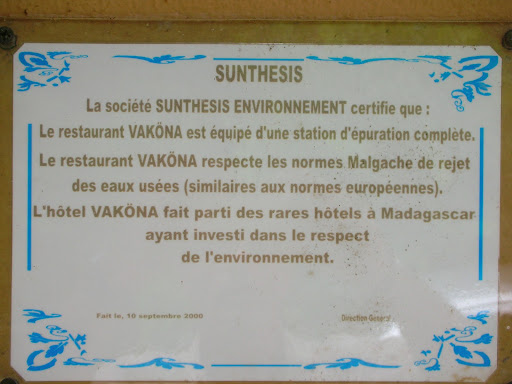 SUNTHESIS
La société SUNTHESIS ENVIRONNEMENT certifie que :
Le restaurant VAKÖNA est équipé d'une station d'épuration complète.
Le restaurant VAKÖNA respecte les normes Malgache de rejet
des eaux usées (similaires aux normes européennes).
L'hôtel VAKÖNA fait parti des rares hôtels à Madagascar
ayant investi dans le respect
de l'environnement.
Fait le, 10 septembre 2000
Direction General